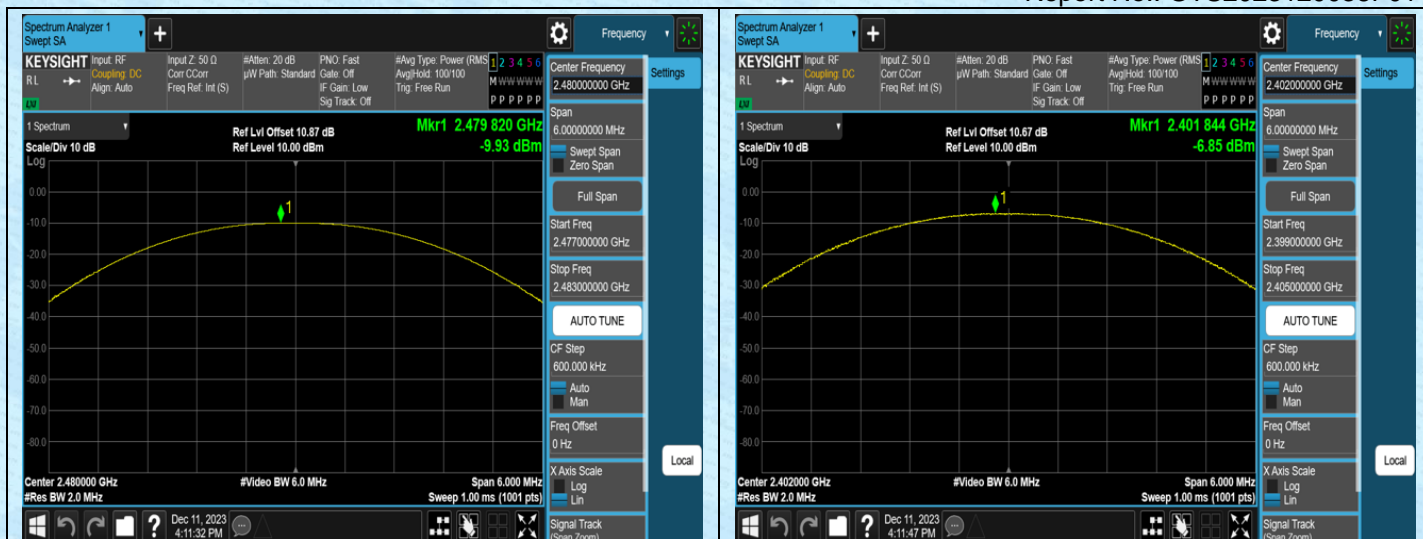 Spectrum Analyzer 1
Swept SA
Frequency
KEYSIGHT
RL
Input: RF
Coupling: DC
Align: Auto
Input Z: 50 Ω
Corr CCorr
Freq Ref: Int (S)
#Atten: 20 dB
µW Path: Standard
PNO: Fast
Gate: Off
IF Gain: Low
Sig Track: Off
#Avg Type: Power (RMS
Avg|Hold: 100/100
Trig: Free Run
1 2 3 4 5 6
M W W W W W
P P P P P P
1 Spectrum
Scale/Div 10 dB
Log
Ref Lvl Offset 10.87 dB
Ref Level 10.00 dBm
Mkr1 2.479 820 GHz
-9.93 dBm
1
0.00
-10.0
-20.0
-30.0
-40.0
-50.0
-60.0
-70.0
-80.0
Center 2.480000 GHz
#Res BW 2.0 MHz
#Video BW 6.0 MHz
Span 6.000 MHz
Sweep 1.00 ms (1001 pts)
Dec 11, 2023
4:11:32 PM
Center Frequency
2.480000000 GHz
Settings
Span
6.00000000 MHz
Swept Span
Zero Span
Full Span
Start Freq
2.477000000 GHz
Stop Freq
2.483000000 GHz
AUTO TUNE
CF Step
600.000 kHz
Auto
Man
Freq Offset
0 Hz
X Axis Scale
Log
Lin
Local
Signal Track
(Span Zoom)
Spectrum Analyzer 1
Swept SA
Frequency
KEYSIGHT
RL
Input: RF
Coupling: DC
Align: Auto
Input Z: 50 Ω
Corr CCorr
Freq Ref: Int (S)
#Atten: 20 dB
µW Path: Standard
PNO: Fast
Gate: Off
IF Gain: Low
Sig Track: Off
#Avg Type: Power (RMS
Avg|Hold: 100/100
Trig: Free Run
1 2 3 4 5 6
M W W W W W
P P P P P P
1 Spectrum
Scale/Div 10 dB
Log
Ref Lvl Offset 10.67 dB
Ref Level 10.00 dBm
Mkr1 2.401 844 GHz
-6.85 dBm
1
0.00
-10.0
-20.0
-30.0
-40.0
-50.0
-60.0
-70.0
-80.0
Center 2.402000 GHz
#Res BW 2.0 MHz
#Video BW 6.0 MHz
Span 6.000 MHz
Sweep 1.00 ms (1001 pts)
Dec 11, 2023
4:11:47 PM
Center Frequency
2.402000000 GHz
Settings
Span
6.00000000 MHz
Swept Span
Zero Span
Full Span
Start Freq
2.399000000 GHz
Stop Freq
2.405000000 GHz
AUTO TUNE
CF Step
600.000 kHz
Auto
Man
Freq Offset
0 Hz
X Axis Scale
Log
Lin
Local
Signal Track
(Span Zoom)